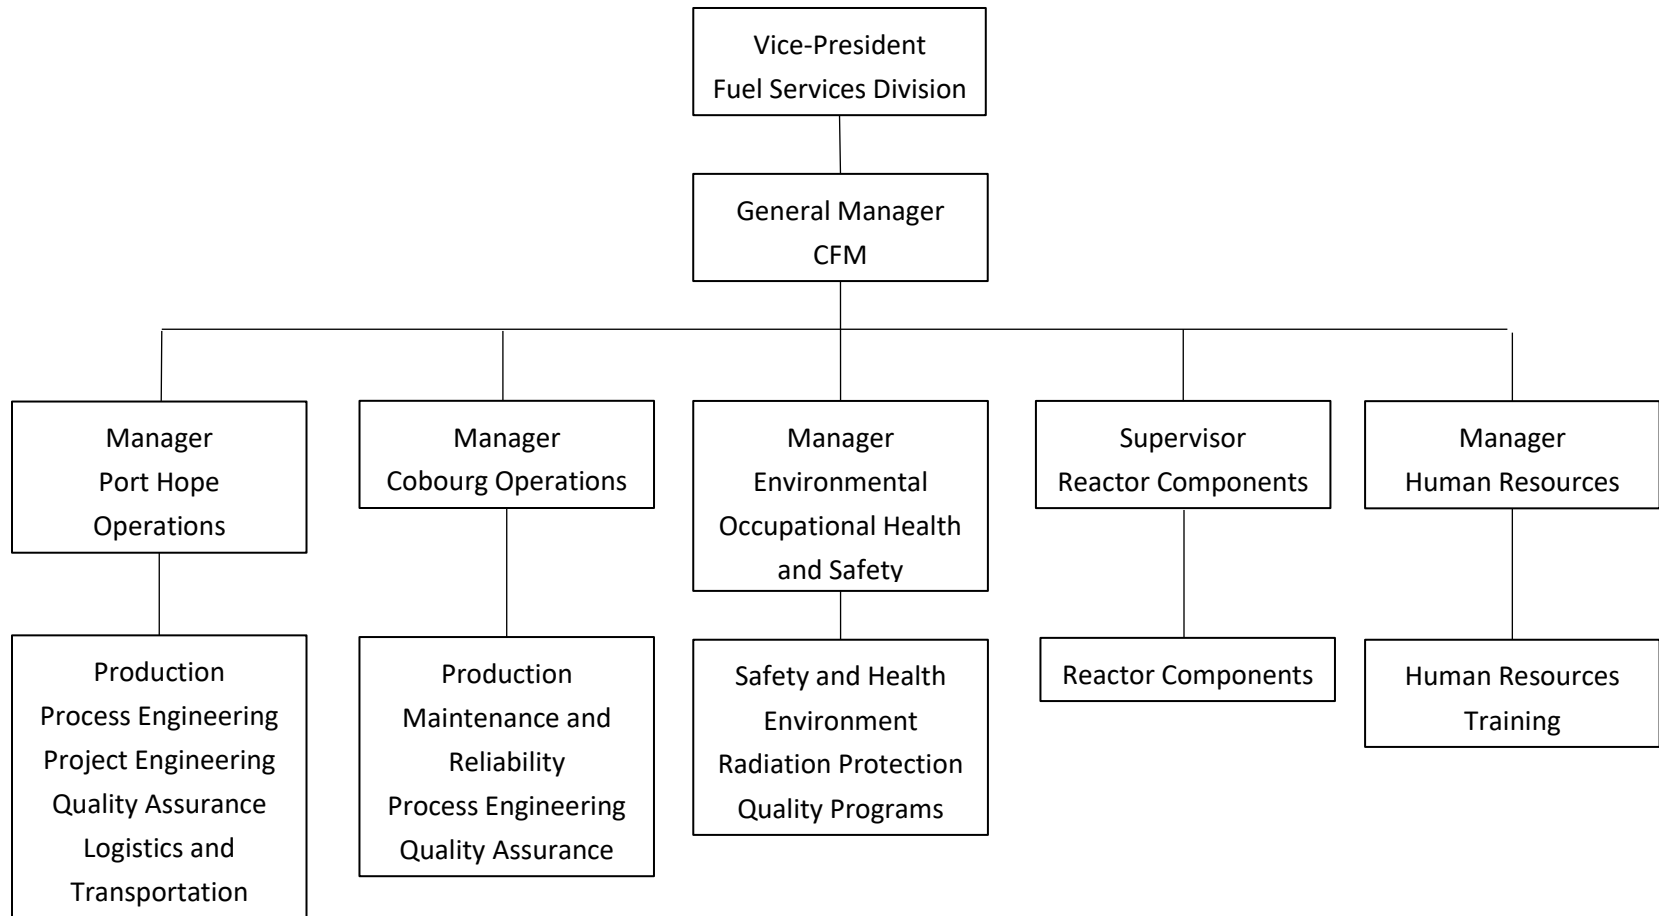 Vice-President
Fuel Services Division
General Manager
CFM
Manager
Port Hope
Operations
Manager
Cobourg Operations
Manager
Environmental
Occupational Health
and Safety
Supervisor
Reactor Components
Manager
Human Resources
Production
Process Engineering
Project Engineering
Quality Assurance
Logistics and
Transportation
Production
Maintenance and
Reliability
Process Engineering
Quality Assurance
Safety and Health
Environment
Radiation Protection
Quality Programs
Reactor Components
Human Resources
Training